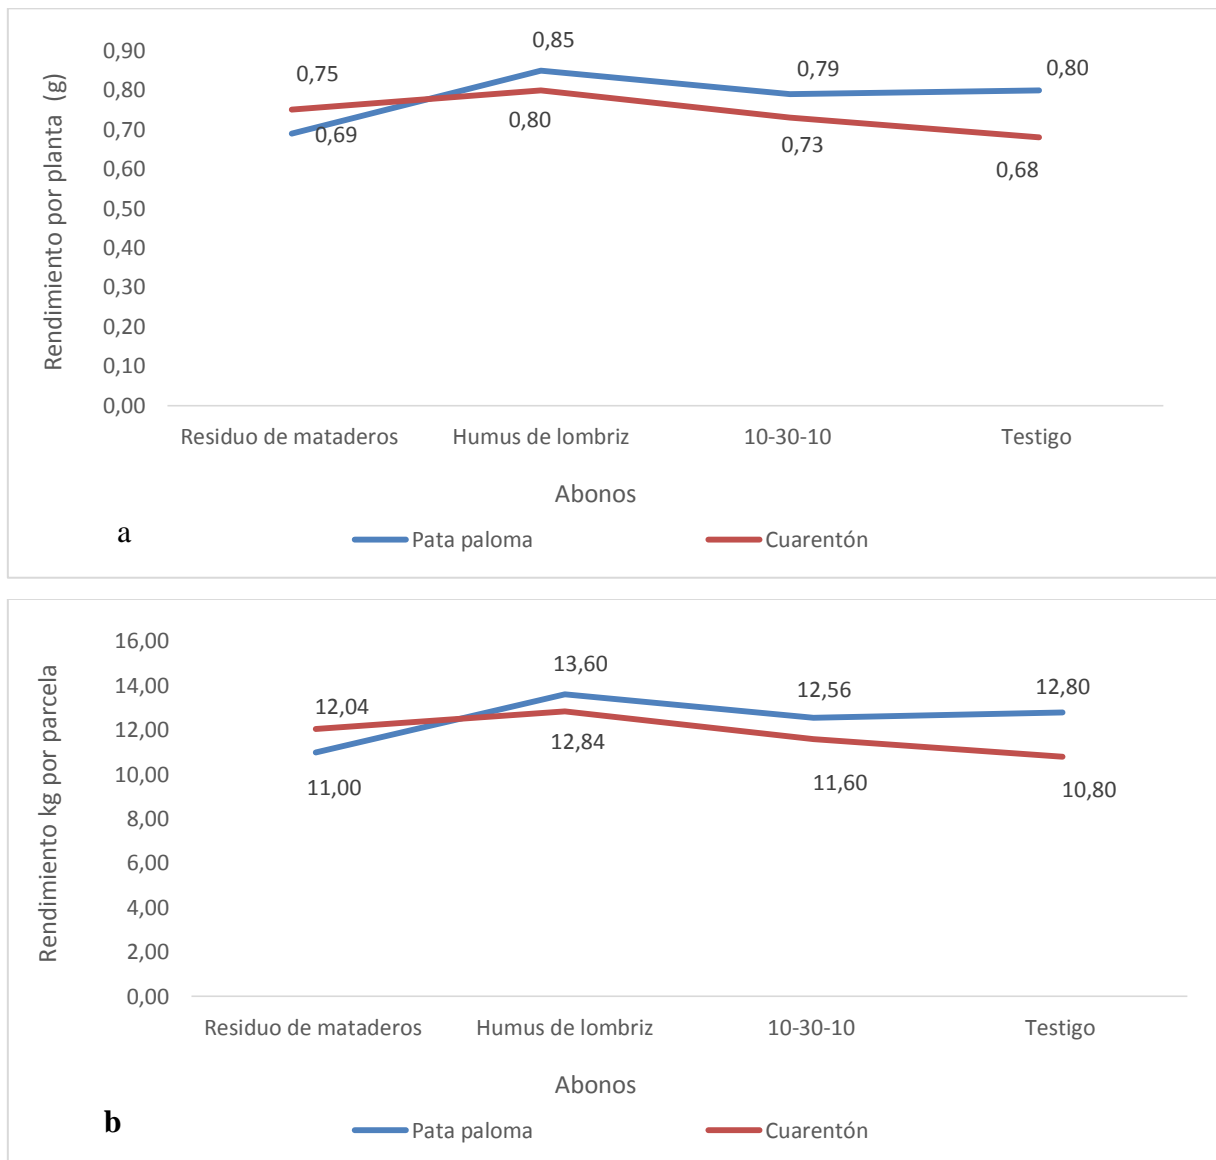 0,90
0,80
0,70
0,60
0,50
0,40
0,30
0,20
0,10
0,00
Rendimiento por planta (g)
0,75
0,85
0,79
0,80
0,69
0,80
0,73
0,68
Residuo de mataderos
Humus de lombriz
10-30-10
Testigo
Abonos
a
Pata paloma
Cuarentón
16,00
14,00
12,00
10,00
8,00
6,00
4,00
2,00
0,00
Rendimiento kg por parcela
12,04
13,60
12,56
12,80
11,00
12,84
11,60
10,80
Residuo de mataderos
Humus de lombriz
10-30-10
Testigo
Abonos
b
Pata paloma
Cuarentón